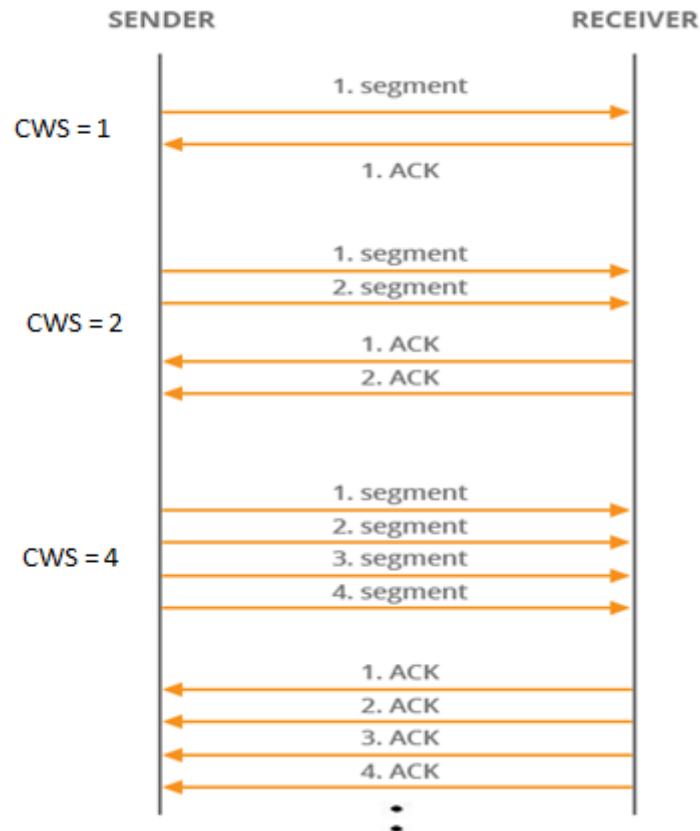 SENDER RECEIVER
1. segment
CWS = 1
1. ACK
1. segment
2. segment
CWS = 2
1. ACK
2. ACK
1. segment
2. segment
CWS = 4
3. segment
4. segment
1. ACK
2. ACK
3. ACK
4. ACK